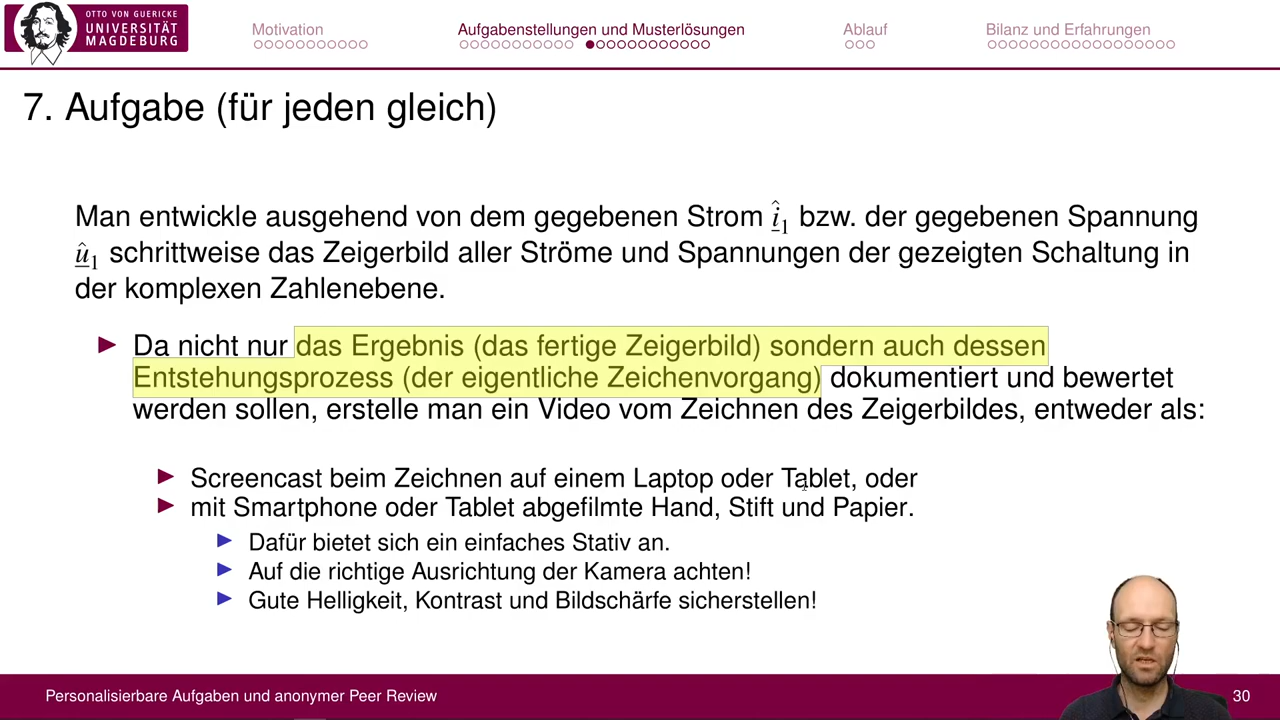 OTTO VON GUERICKE
UNIVERSITÄT
MAGDEBURG
Motivation
Aufgabenstellungen und Musterlösungen
Ablauf
Bilanz und Erfahrungen
7. Aufgabe (für jeden gleich)
Man entwickle ausgehend von dem gegebenen Strom î̲₁ bzw. der gegebenen Spannung
û̲₁ schrittweise das Zeigerbild aller Ströme und Spannungen der gezeigten Schaltung in
der komplexen Zahlenebene.
Da nicht nur das Ergebnis (das fertige Zeigerbild) sondern auch dessen
Entstehungsprozess (der eigentliche Zeichenvorgang) dokumentiert und bewertet
werden sollen, erstelle man ein Video vom Zeichnen des Zeigerbildes, entweder als:
Screencast beim Zeichnen auf einem Laptop oder Tablet, oder
mit Smartphone oder Tablet abgefilmte Hand, Stift und Papier.
Dafür bietet sich ein einfaches Stativ an.
Auf die richtige Ausrichtung der Kamera achten!
Gute Helligkeit, Kontrast und Bildschärfe sicherstellen!
Personalisierbare Aufgaben und anonymer Peer Review
30